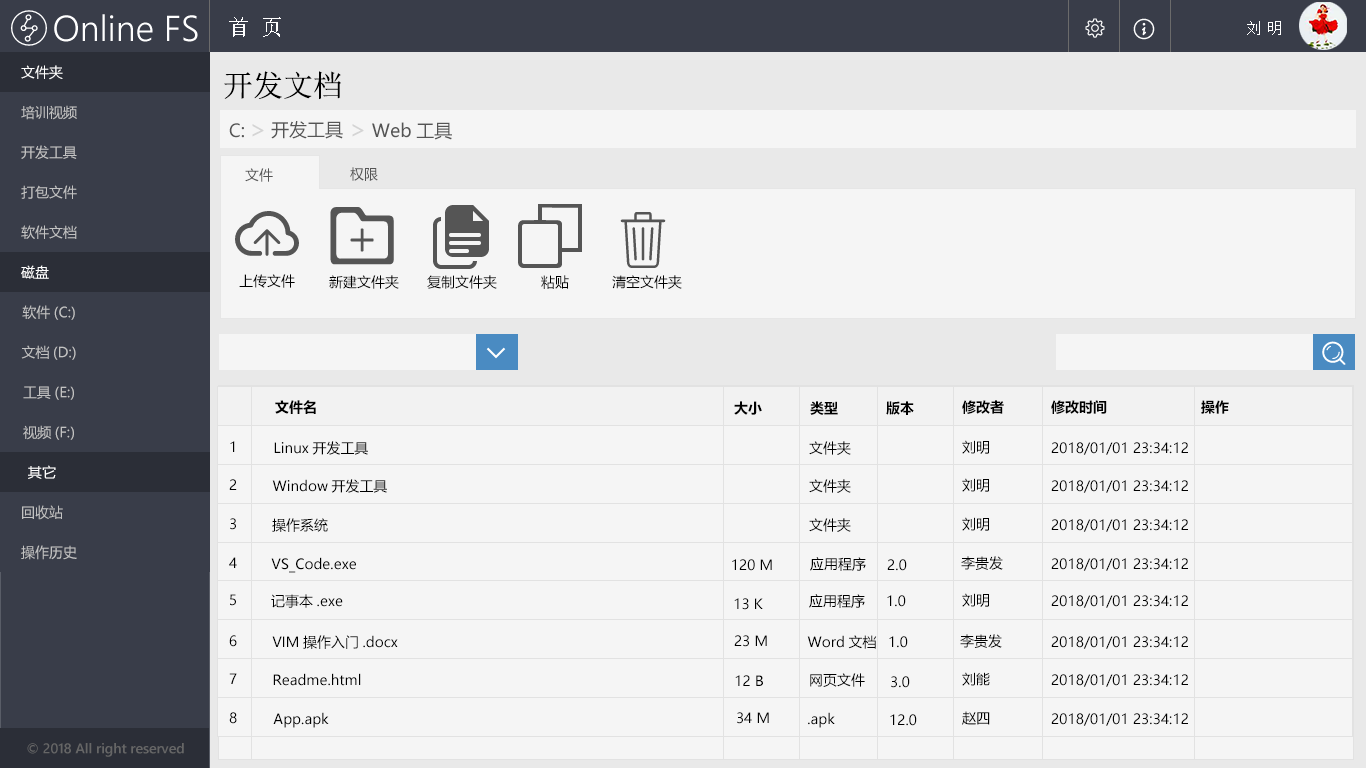 Online FS
首 页
刘 明
文件夹
培训视频
开发工具
打包文件
软件文档
磁盘
软件 (C:)
文档 (D:)
工具 (E:)
视频 (F:)
其它
回收站
操作历史
© 2018 All right reserved
开发文档
C: > 开发工具 > Web 工具
文件 权限
上传文件 新建文件夹 复制文件夹 粘贴 清空文件夹
文件名 大小 类型 版本 修改者 修改时间 操作
1 Linux 开发工具 文件夹 刘明 2018/01/01 23:34:12
2 Window 开发工具 文件夹 刘明 2018/01/01 23:34:12
3 操作系统 文件夹 刘明 2018/01/01 23:34:12
4 VS_Code.exe 120 M 应用程序 2.0 李贵发 2018/01/01 23:34:12
5 记事本 .exe 13 K 应用程序 1.0 刘明 2018/01/01 23:34:12
6 VIM 操作入门 .docx 23 M Word 文档 1.0 李贵发 2018/01/01 23:34:12
7 Readme.html 12 B 网页文件 3.0 刘能 2018/01/01 23:34:12
8 App.apk 34 M .apk 12.0 赵四 2018/01/01 23:34:12